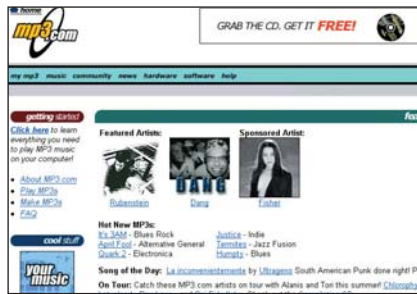 home
mp3.com
GRAB THE CD. GET IT FREE!
my mp3 music community news hardware software help
getting started
Click here to learn
everything you need
to play MP3 music
on your computer!
About MP3.com
Play MP3s
Make MP3s
FAQ
cool stuff
your
music
Featured Artists:
Sponsored Artist:
DANG
Rubenstein
Dang
Fisher
Hot New MP3s:
It's 3AM - Blues Rock
Justice - Indie
April Fool - Alternative General
Termites - Jazz Fusion
Quark 2 - Electronica
Humpty - Blues
Song of the Day: La inconvenientemente by Ultragens South American Punk done right!
On Tour: Catch these MP3.com artists on tour with Alanis and Tori this summer!